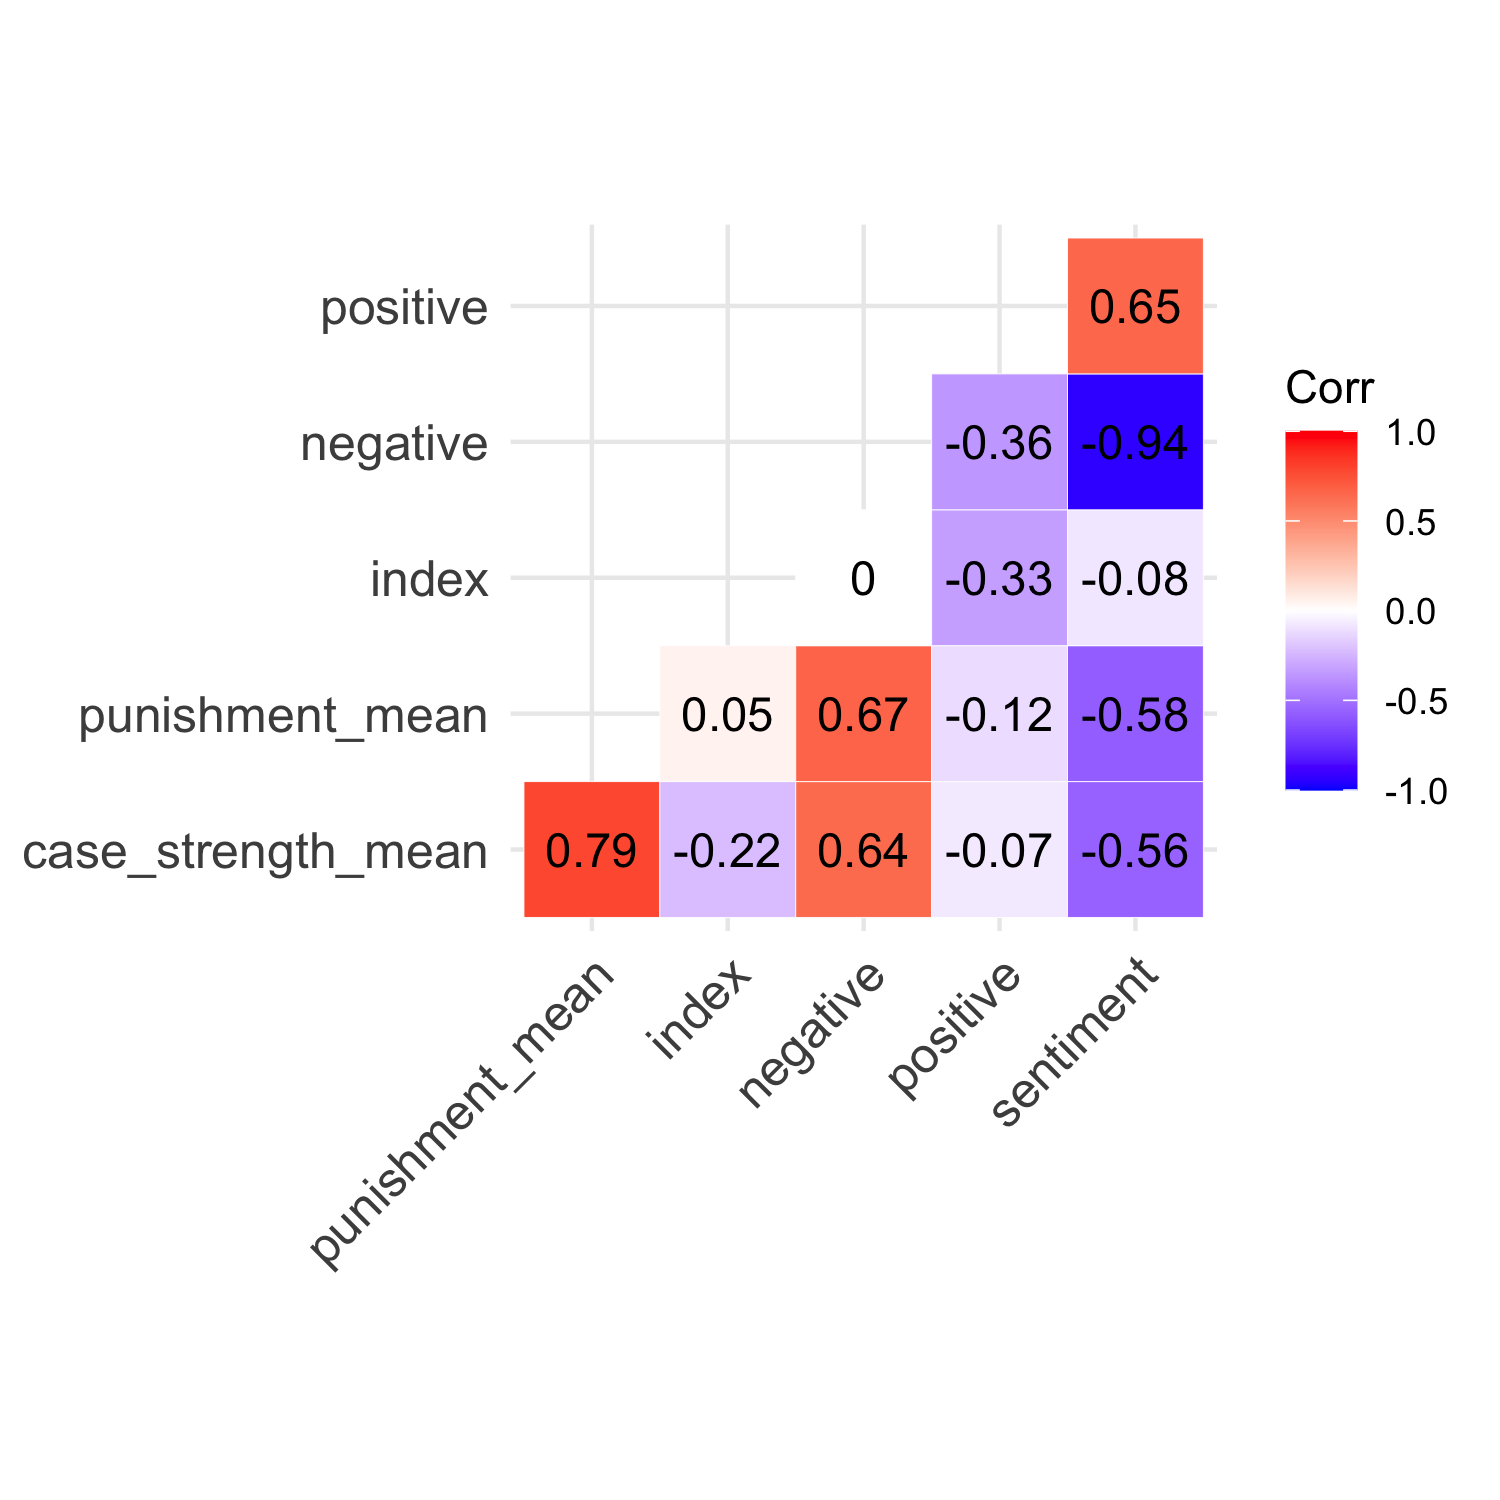 positive 0.65
negative -0.36 -0.94
index 0 -0.33 -0.08
punishment_mean 0.05 0.67 -0.12 -0.58
case_strength_mean 0.79 -0.22 0.64 -0.07 -0.56
punishment_mean
index
negative
positive
sentiment
Corr
1.0
0.5
0.0
-0.5
-1.0